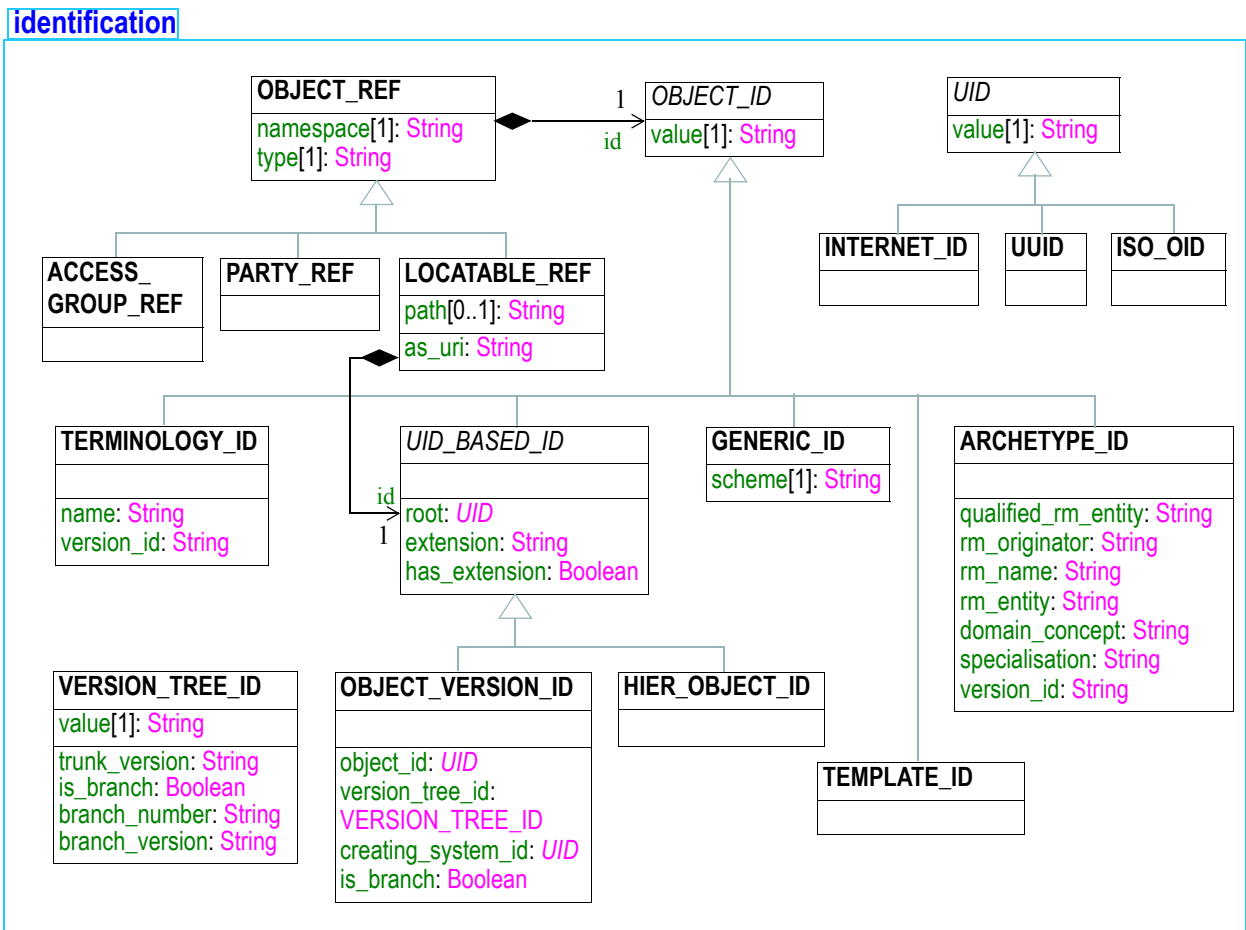 identification
OBJECT_REF
namespace[1]: String
type[1]: String
1
id
OBJECT_ID
value[1]: String
UID
value[1]: String
ACCESS_
GROUP_REF
PARTY_REF
LOCATABLE_REF
path[0..1]: String
as_uri: String
INTERNET_ID
UUID
ISO_OID
TERMINOLOGY_ID
name: String
version_id: String
id
1
UID_BASED_ID
root: UID
extension: String
has_extension: Boolean
GENERIC_ID
scheme[1]: String
ARCHETYPE_ID
qualified_rm_entity: String
rm_originator: String
rm_name: String
rm_entity: String
domain_concept: String
specialisation: String
version_id: String
VERSION_TREE_ID
value[1]: String
trunk_version: String
is_branch: Boolean
branch_number: String
branch_version: String
OBJECT_VERSION_ID
object_id: UID
version_tree_id:
VERSION_TREE_ID
creating_system_id: UID
is_branch: Boolean
HIER_OBJECT_ID
TEMPLATE_ID